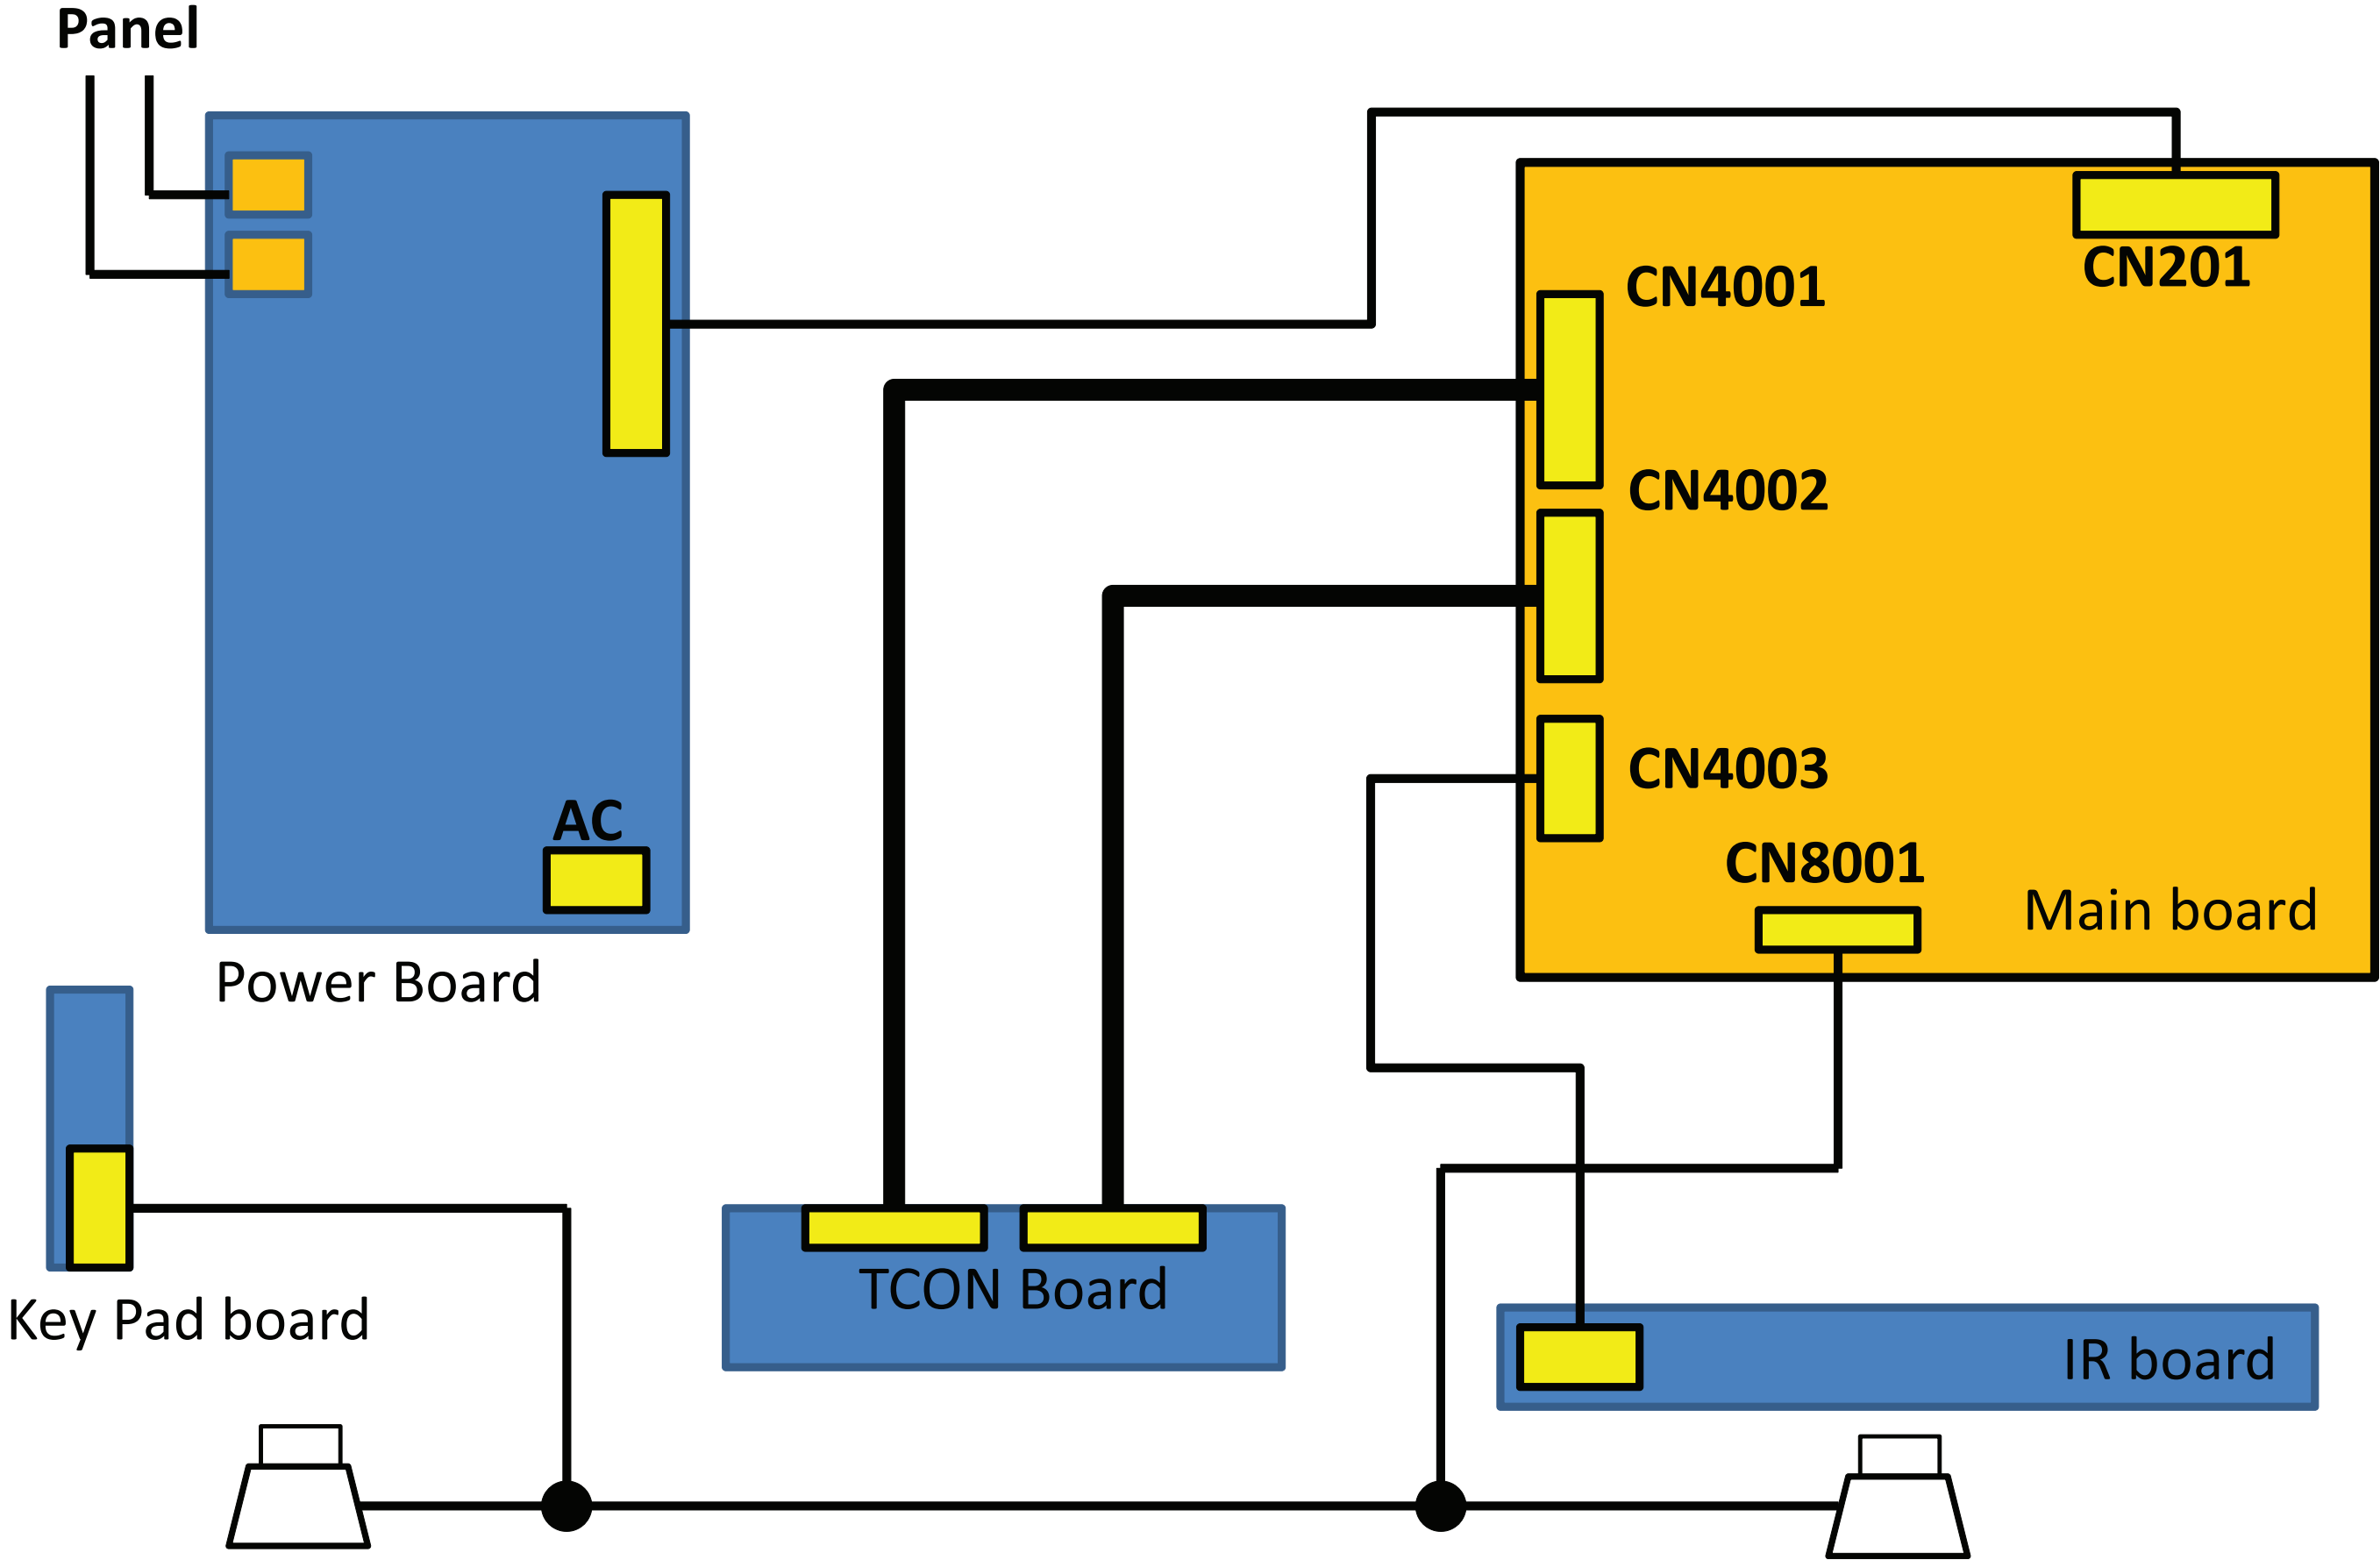 Panel
CN201
CN4001
CN4002
CN4003
AC
CN8001
Main board
Power Board
TCON Board
Key Pad board
IR board